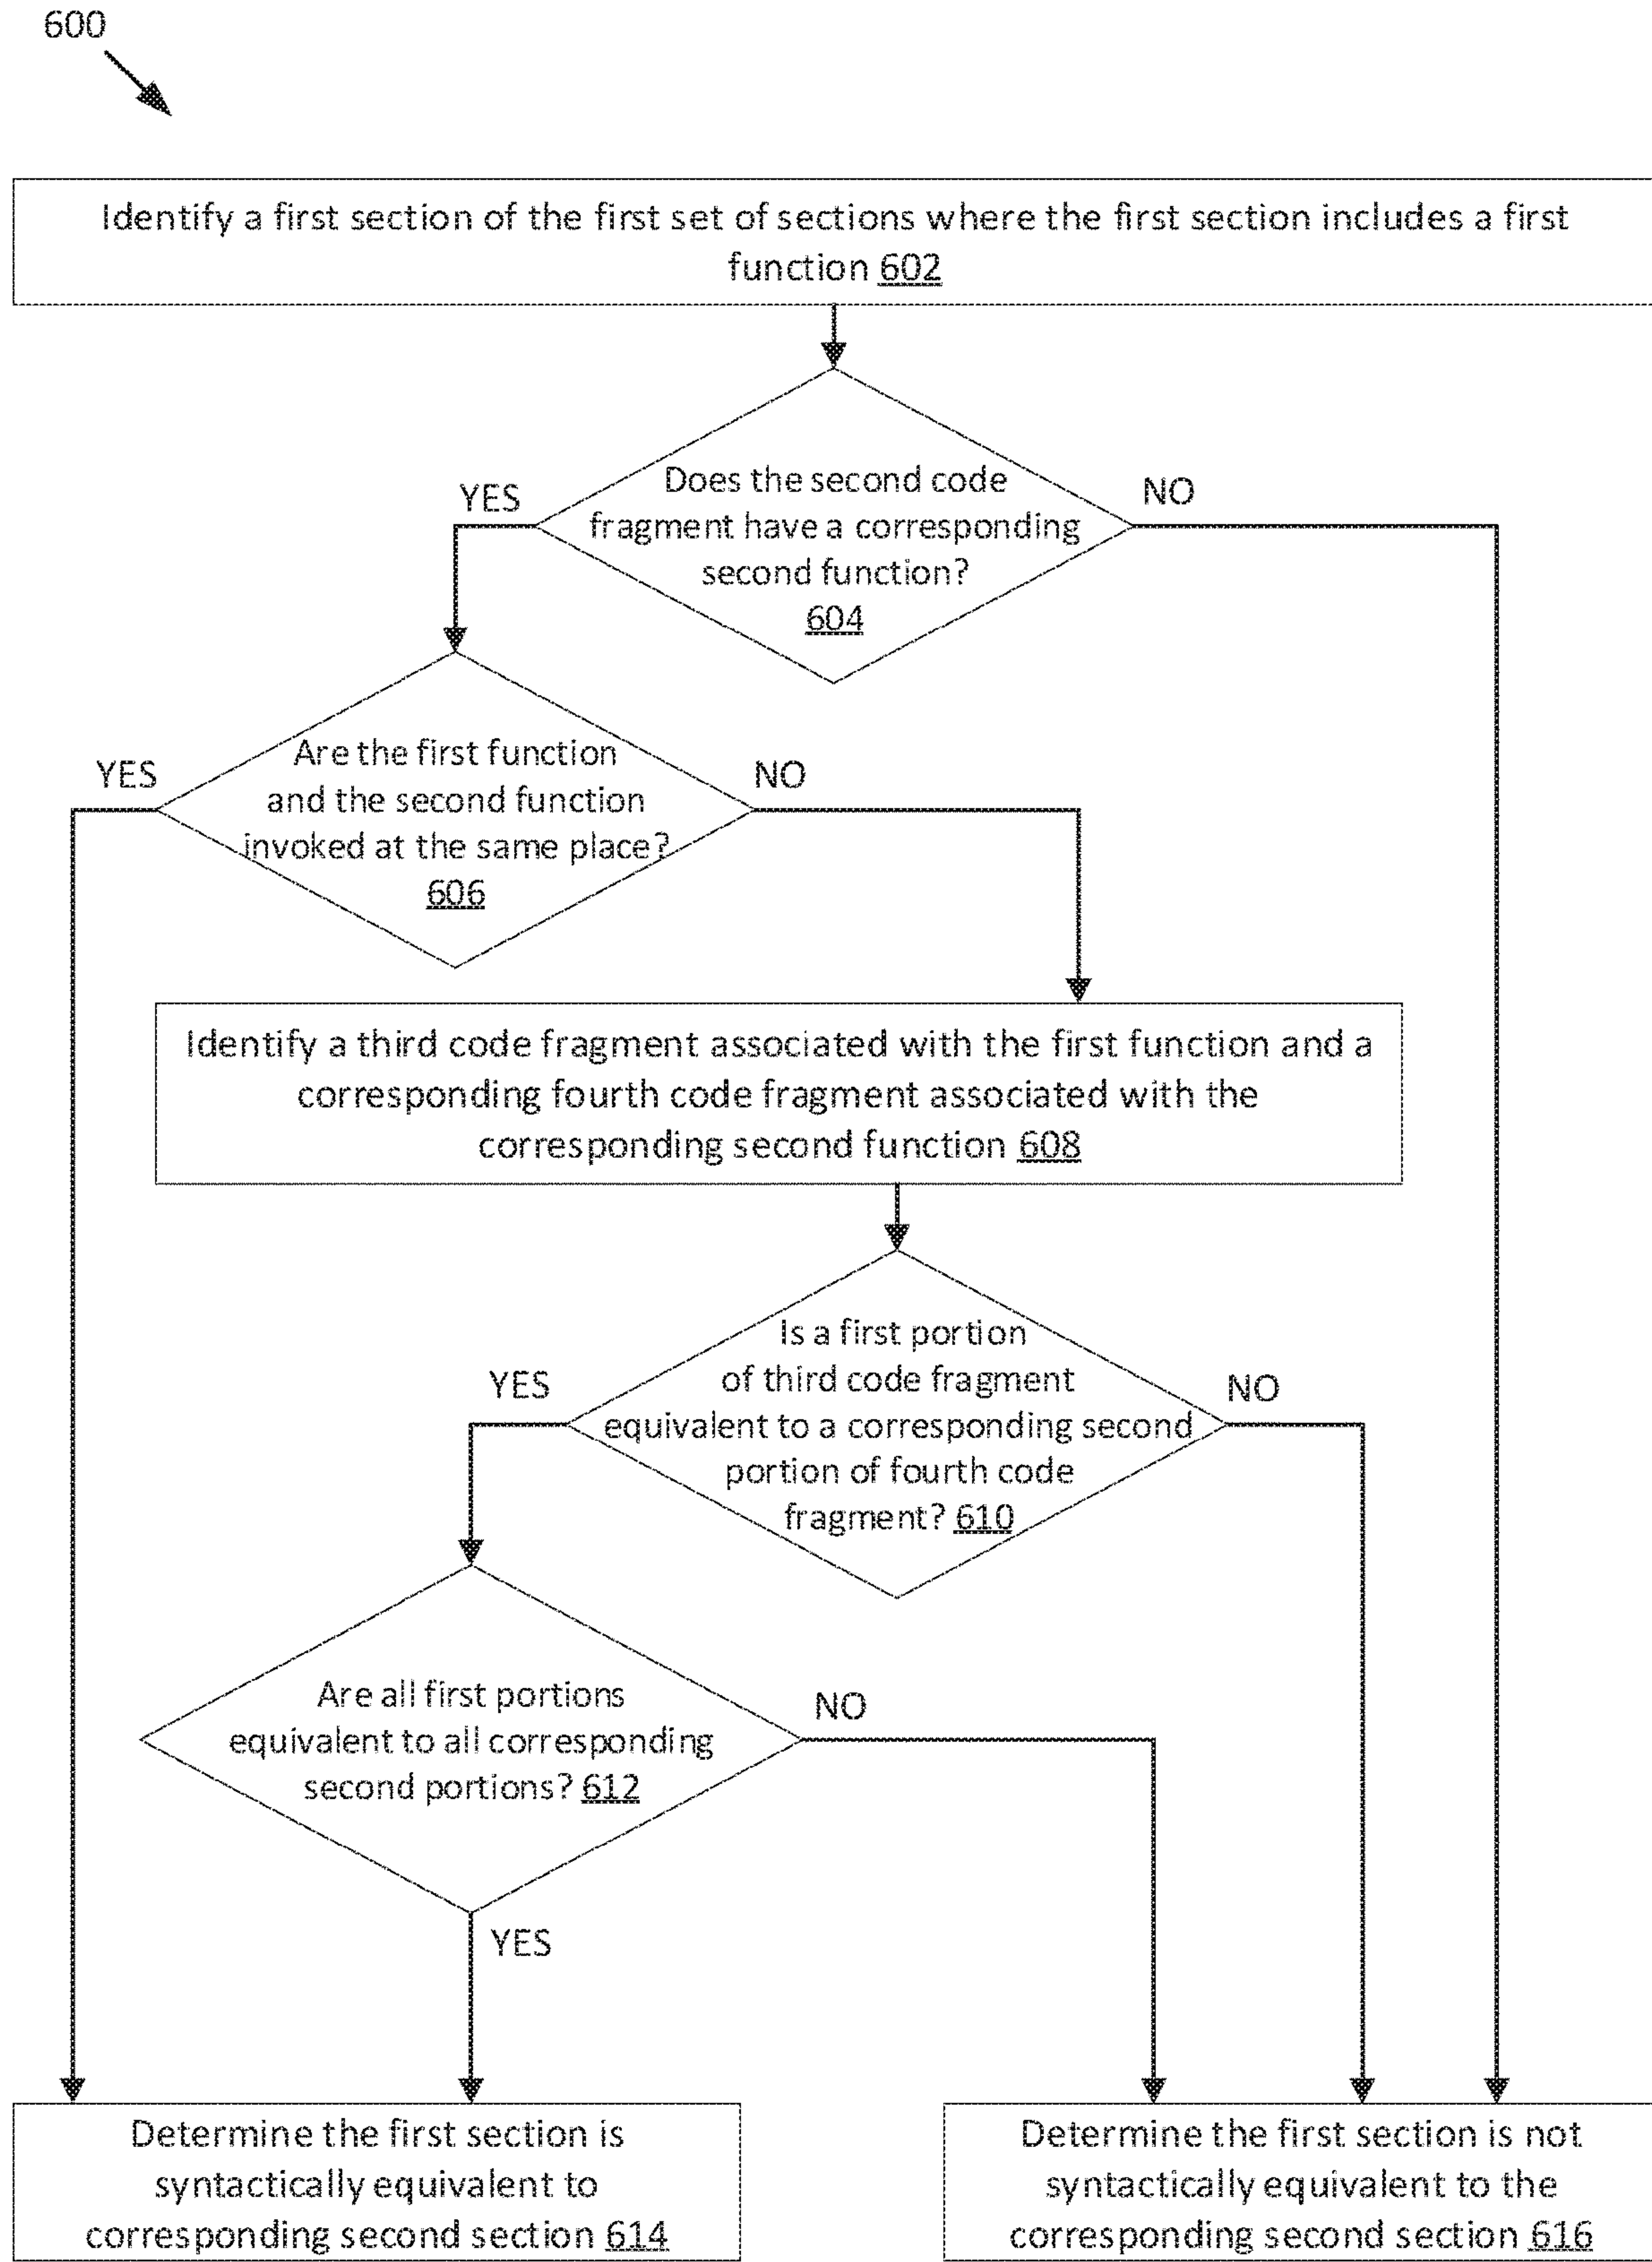 600
Identify a first section of the first set of sections where the first section includes a first
function 602
Does the second code
fragment have a corresponding
second function?
604
YES
NO
Are the first function
and the second function
invoked at the same place?
606
YES
NO
Identify a third code fragment associated with the first function and a
corresponding fourth code fragment associated with the
corresponding second function 608
Is a first portion
of third code fragment
equivalent to a corresponding second
portion of fourth code
fragment? 610
YES
NO
Are all first portions
equivalent to all corresponding
second portions? 612
NO
YES
Determine the first section is
syntactically equivalent to
corresponding second section 614
Determine the first section is not
syntactically equivalent to the
corresponding second section 616